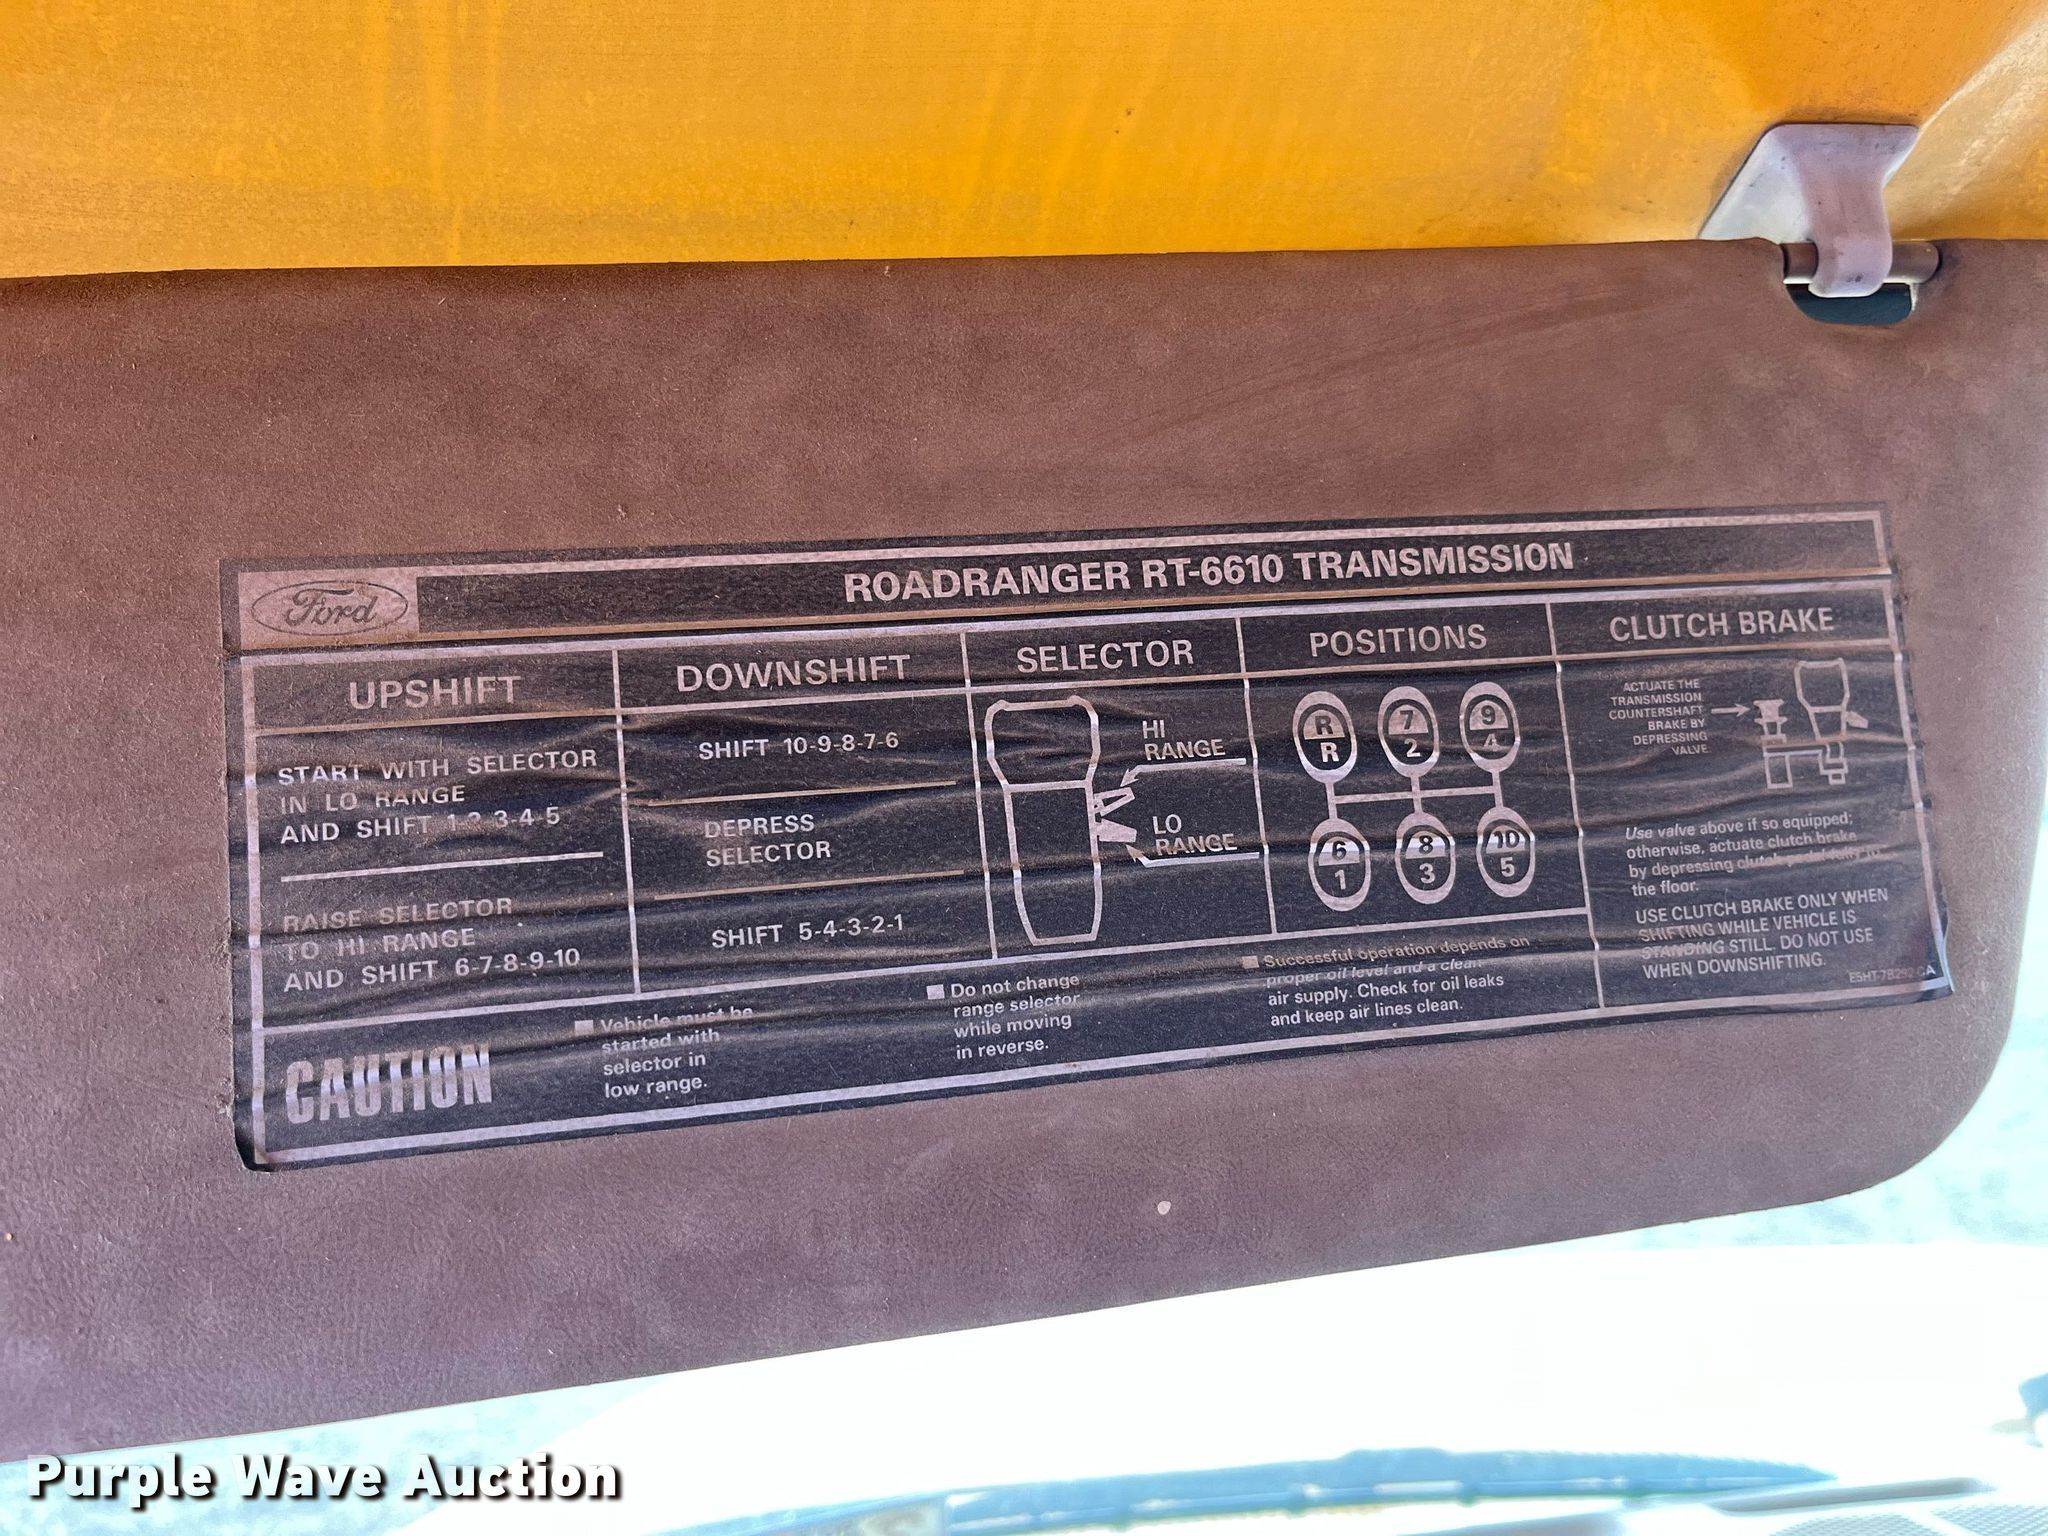 Ford
ROADRANGER RT-6610 TRANSMISSION
UPSHIFT
START WITH SELECTOR
IN LO RANGE
AND SHIFT 1-2-3-4-5
RAISE SELECTOR
TO HI RANGE
AND SHIFT 6-7-8-9-10
DOWNSHIFT
SHIFT 10-9-8-7-6
DEPRESS
SELECTOR
SHIFT 5-4-3-2-1
SELECTOR
HI
RANGE
LO
RANGE
POSITIONS
R 7 9
R 2 4
6 8 10
1 3 5
CLUTCH BRAKE
ACTUATE THE
TRANSMISSION
COUNTERSHAFT
BRAKE BY
DEPRESSING
VALVE
Use valve above if so equipped;
otherwise, actuate clutch brake
by depressing clutch pedal fully to
the floor.
USE CLUTCH BRAKE ONLY WHEN
SHIFTING WHILE VEHICLE IS
STANDING STILL. DO NOT USE
WHEN DOWNSHIFTING.
CAUTION
Vehicle must be
started with
selector in
low range.
Do not change
range selector
while moving
in reverse.
Successful operation depends on
proper oil level and a clean
air supply. Check for oil leaks
and keep air lines clean.
Purple Wave Auction